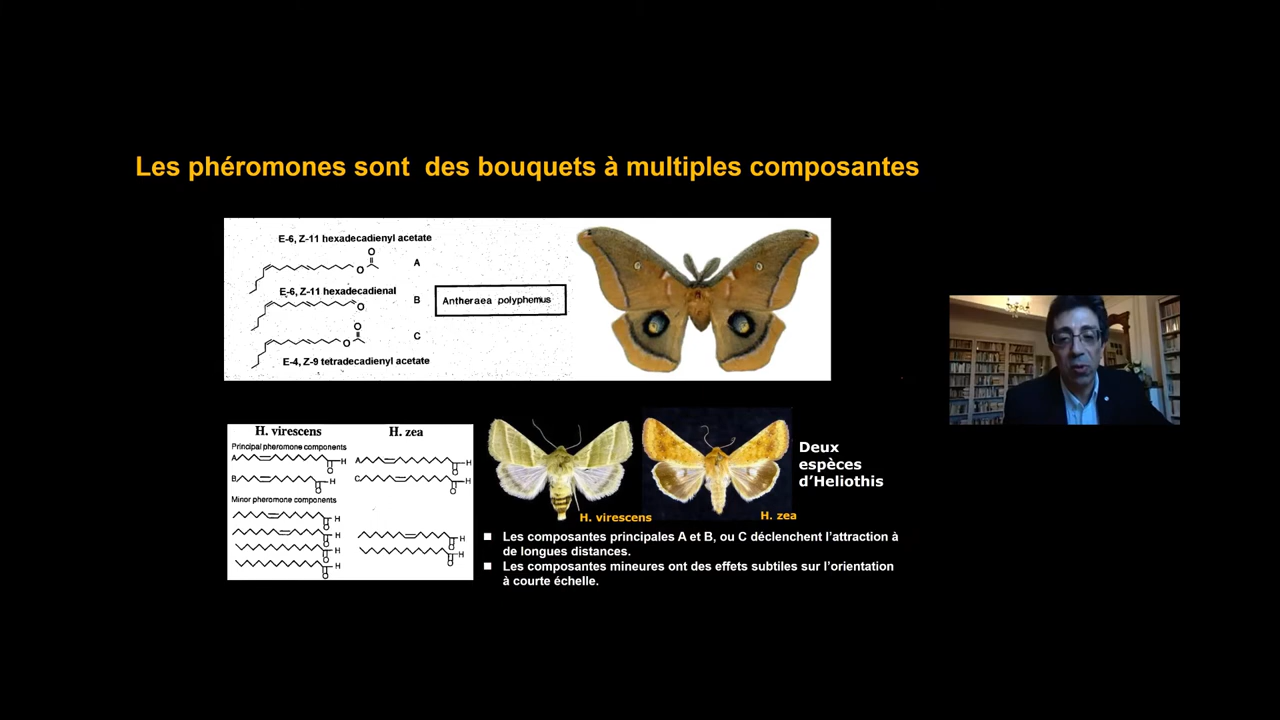 Les phéromones sont des bouquets à multiples composantes
E-6, Z-11 hexadecadienyl acetate
O
O
A
E-6, Z-11 hexadecadienal
O
B
Antheraea polyphemus
O
O
C
E-4, Z-9 tetradecadienyl acetate
H. virescens
H. zea
Principal pheromone components
A
H
O
A
H
O
B
H
O
C
H
O
Minor pheromone components
H
O
H
O
H
O
H
O
H
O
H
O
Deux
espèces
d'Heliothis
H. virescens
H. zea
Les composantes principales A et B, ou C déclenchent l'attraction à
de longues distances.
Les composantes mineures ont des effets subtiles sur l'orientation
à courte échelle.